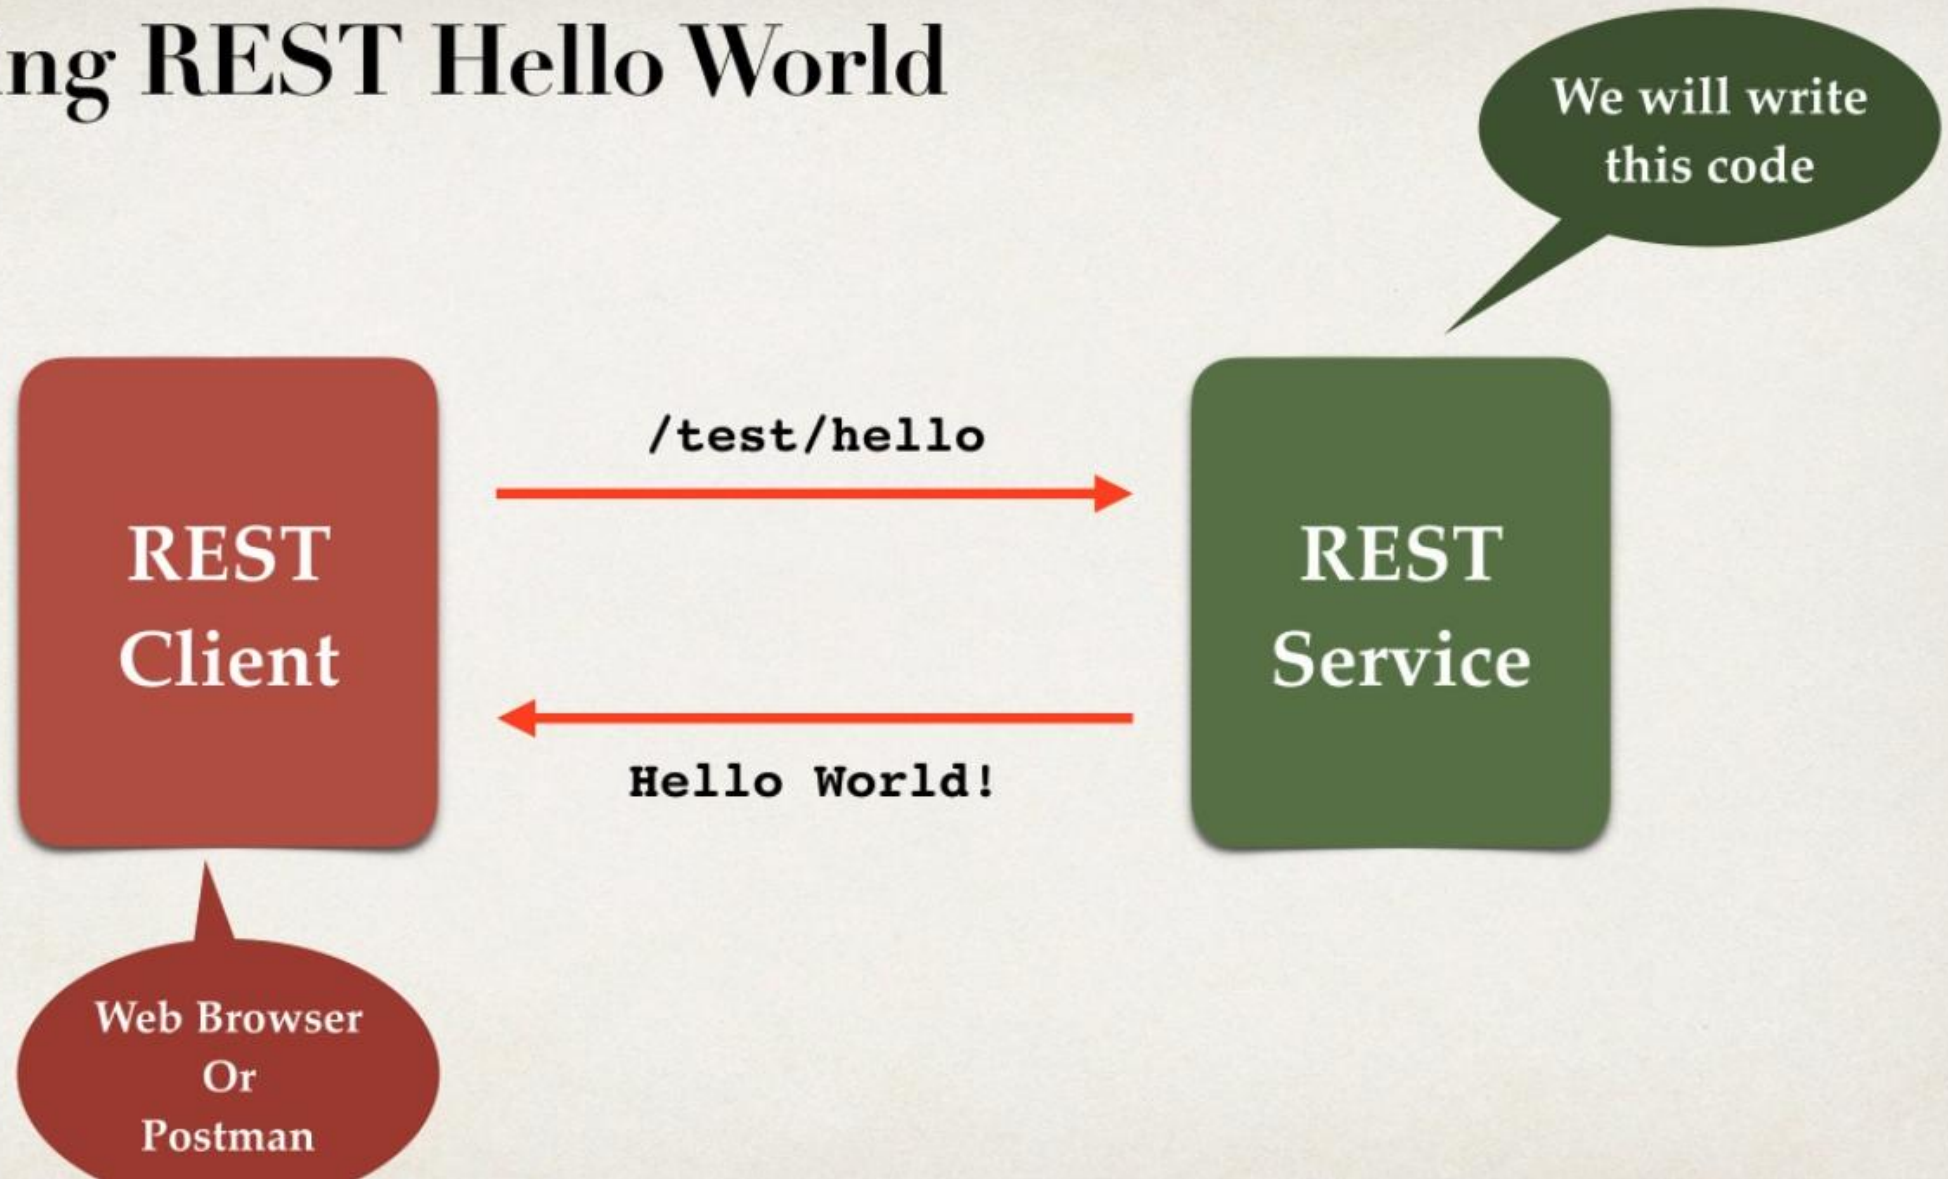 ng REST Hello World
We will write
this code
/test/hello
REST
Client
REST
Service
Hello World!
Web Browser
Or
Postman